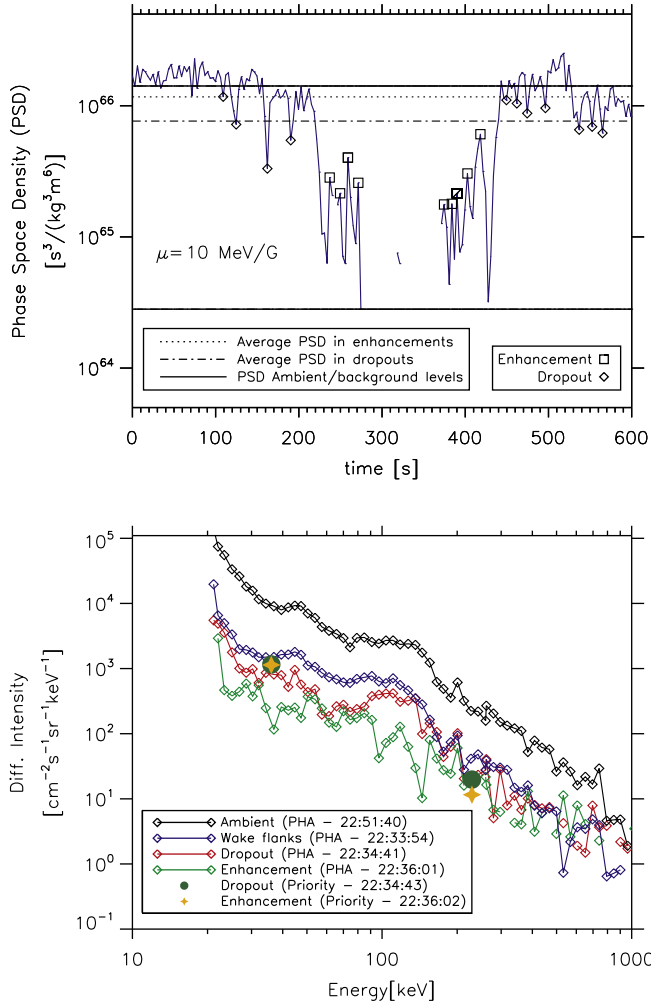 Phase Space Density (PSD)
[s³/(kg³m⁶)]
10⁶⁶
10⁶⁵
10⁶⁴
μ= 10 MeV/G
Average PSD in enhancements
Average PSD in dropouts
PSD Ambient/background levels
Enhancement
Dropout
0 100 200 300 400 500 600
time [s]
Diff. Intensity
[cm⁻²s⁻¹sr⁻¹keV⁻¹]
10⁵
10⁴
10³
10²
10¹
10⁰
10⁻¹
Ambient (PHA – 22:51:40)
Wake flanks (PHA – 22:33:54)
Dropout (PHA – 22:34:41)
Enhancement (PHA – 22:36:01)
Dropout (Priority – 22:34:43)
Enhancement (Priority – 22:36:02)
10 100 1000
Energy[keV]